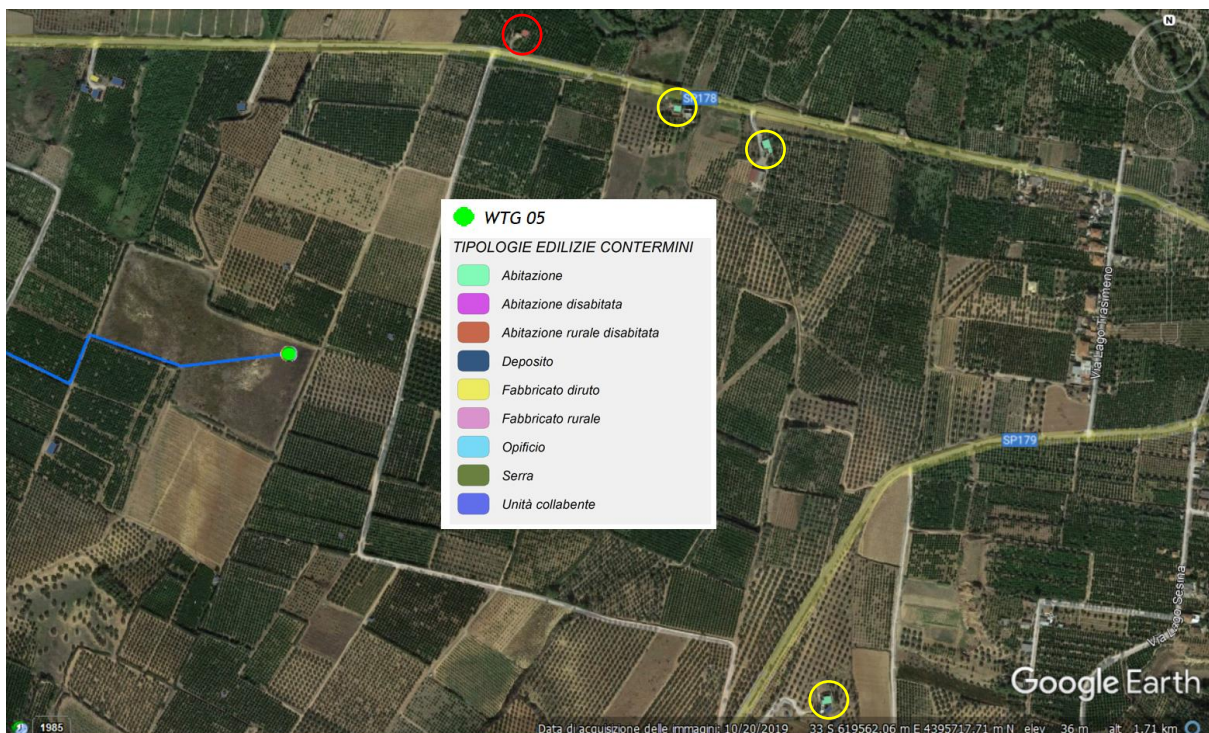 N
SP178
WTG 05
TIPOLOGIE EDILIZIE CONTERMINI
Abitazione
Abitazione disabitata
Abitazione rurale disabitata
Deposito
Fabbricato diruto
Fabbricato rurale
Opificio
Serra
Unità collabente
Via Lago Trasimeno
SP179
Via Lago Sesina
Google Earth
1985
Data di acquisizione delle immagini: 10/20/2019 33 S 619562.06 m E 4395717.71 m N elev 36 m alt 1.71 km